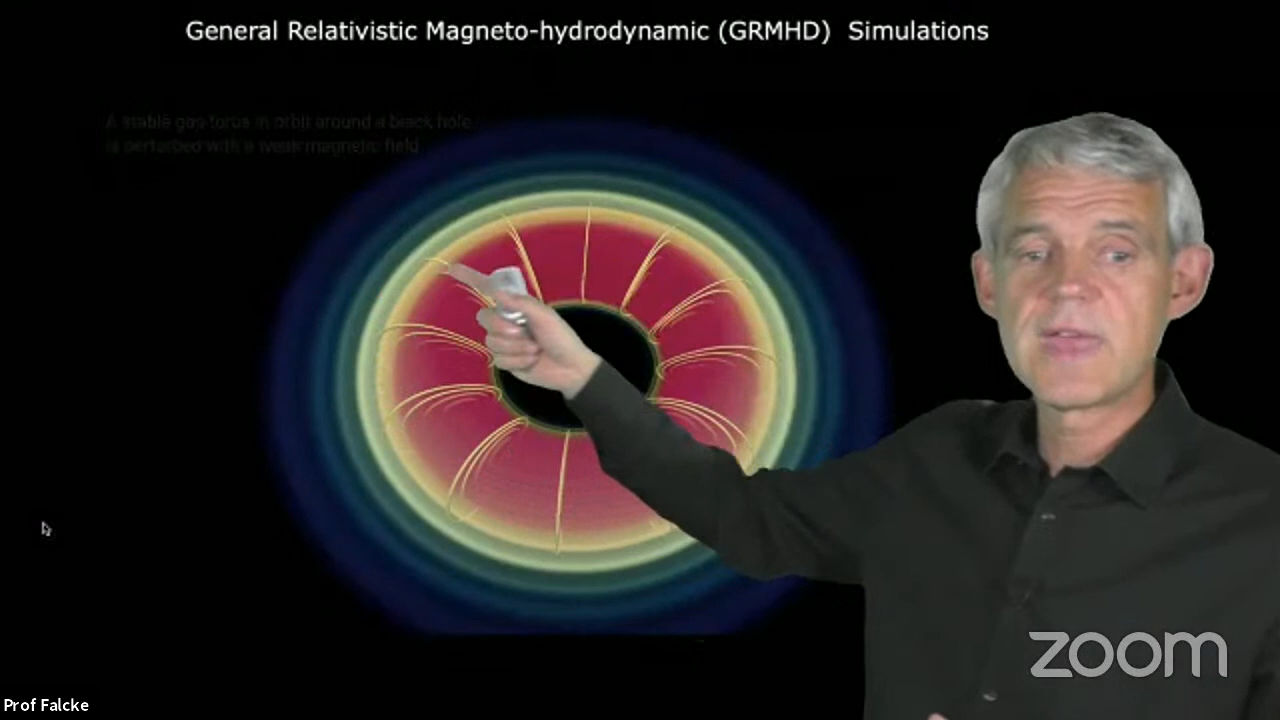 General Relativistic Magneto-hydrodynamic (GRMHD)  Simulations
A stable gas torus in orbit around a black hole
is perturbed with a weak magnetic field
zoom
Prof Falcke